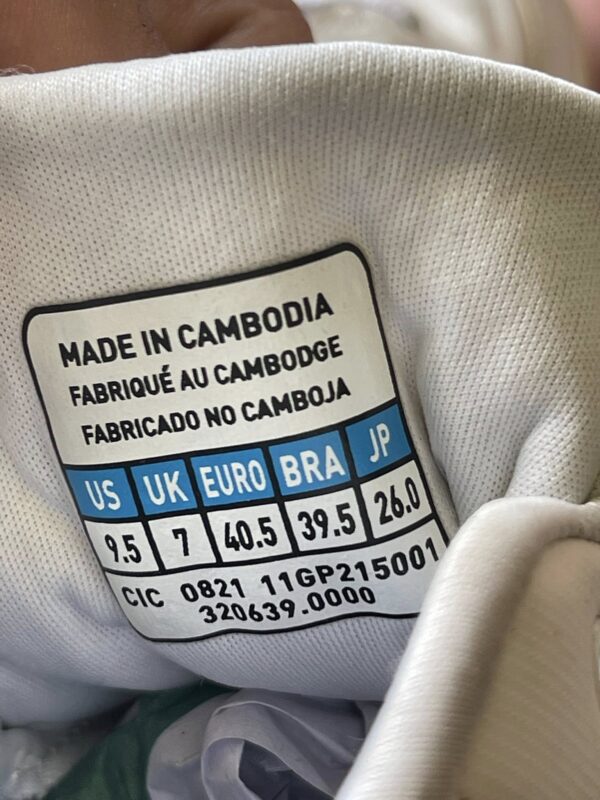 MADE IN CAMBODIA
FABRIQUÉ AU CAMBODGE
FABRICADO NO CAMBOJA
US UK EURO BRA JP
9.5 7 40.5 39.5 26.0
CIC 0821 11GP215001
320639.0000